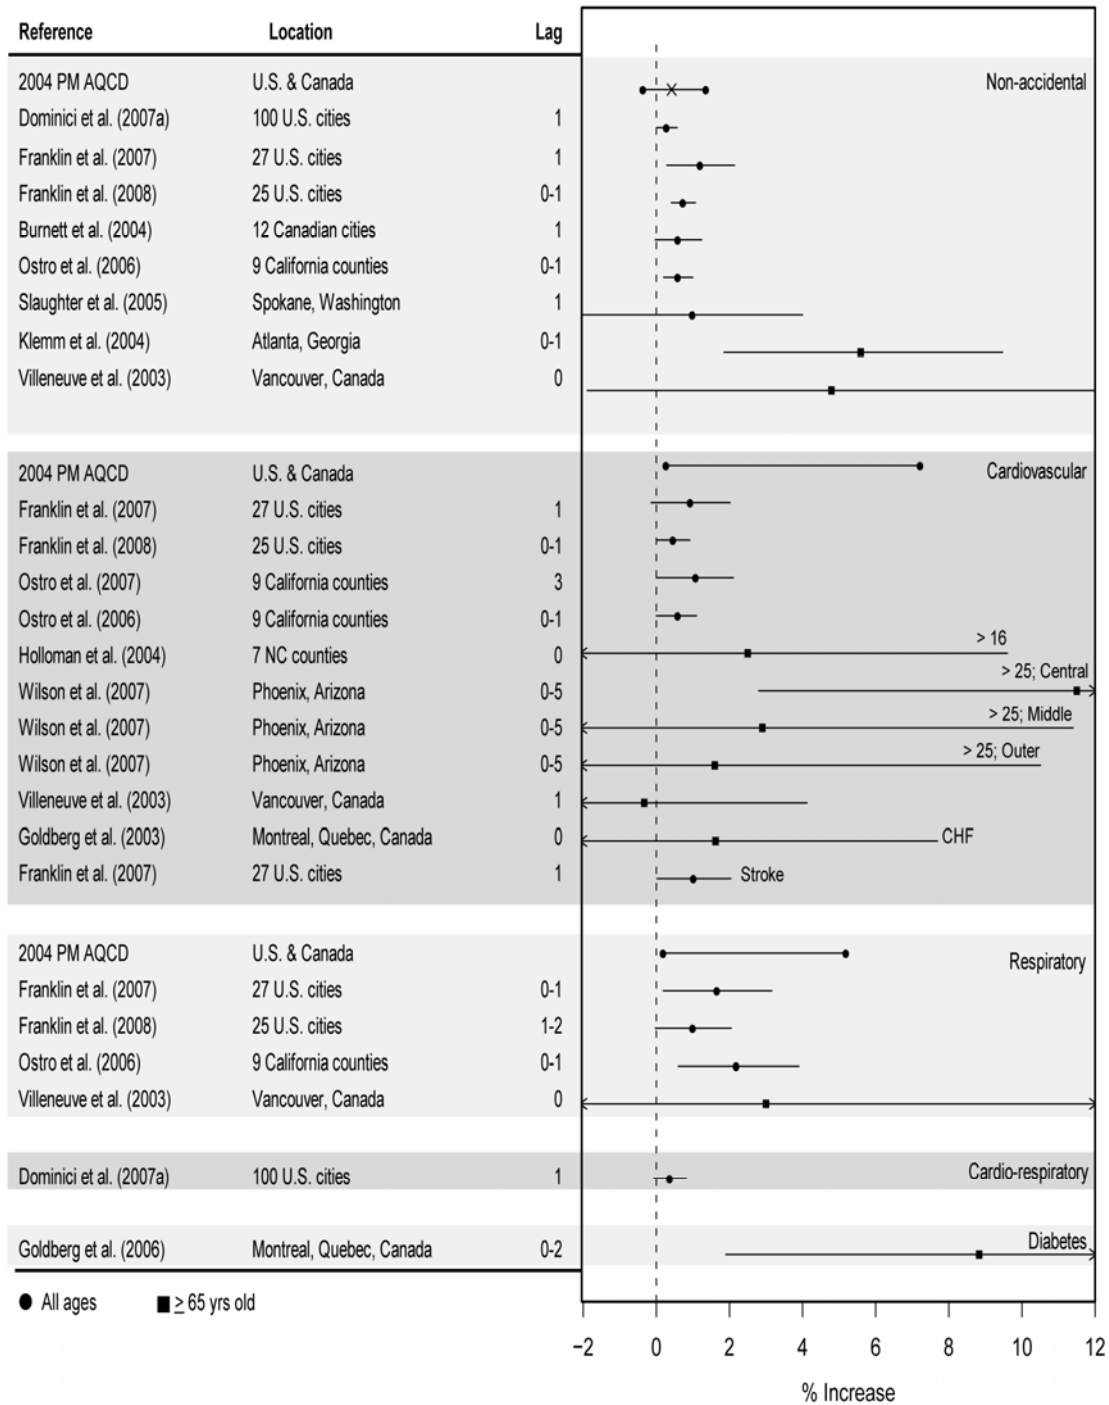 Reference Location Lag
2004 PM AQCD U.S. & Canada Non-accidental
Dominici et al. (2007a) 100 U.S. cities 1
Franklin et al. (2007) 27 U.S. cities 1
Franklin et al. (2008) 25 U.S. cities 0-1
Burnett et al. (2004) 12 Canadian cities 1
Ostro et al. (2006) 9 California counties 0-1
Slaughter et al. (2005) Spokane, Washington 1
Klemm et al. (2004) Atlanta, Georgia 0-1
Villeneuve et al. (2003) Vancouver, Canada 0
2004 PM AQCD U.S. & Canada Cardiovascular
Franklin et al. (2007) 27 U.S. cities 1
Franklin et al. (2008) 25 U.S. cities 0-1
Ostro et al. (2007) 9 California counties 3
Ostro et al. (2006) 9 California counties 0-1
Holloman et al. (2004) 7 NC counties 0 > 16
Wilson et al. (2007) Phoenix, Arizona 0-5 > 25; Central
Wilson et al. (2007) Phoenix, Arizona 0-5 > 25; Middle
Wilson et al. (2007) Phoenix, Arizona 0-5 > 25; Outer
Villeneuve et al. (2003) Vancouver, Canada 1
Goldberg et al. (2003) Montreal, Quebec, Canada 0 CHF
Franklin et al. (2007) 27 U.S. cities 1 Stroke
2004 PM AQCD U.S. & Canada Respiratory
Franklin et al. (2007) 27 U.S. cities 0-1
Franklin et al. (2008) 25 U.S. cities 1-2
Ostro et al. (2006) 9 California counties 0-1
Villeneuve et al. (2003) Vancouver, Canada 0
Dominici et al. (2007a) 100 U.S. cities 1 Cardio-respiratory
Goldberg et al. (2006) Montreal, Quebec, Canada 0-2 Diabetes
All ages ≥ 65 yrs old
−2 0 2 4 6 8 10 12
% Increase